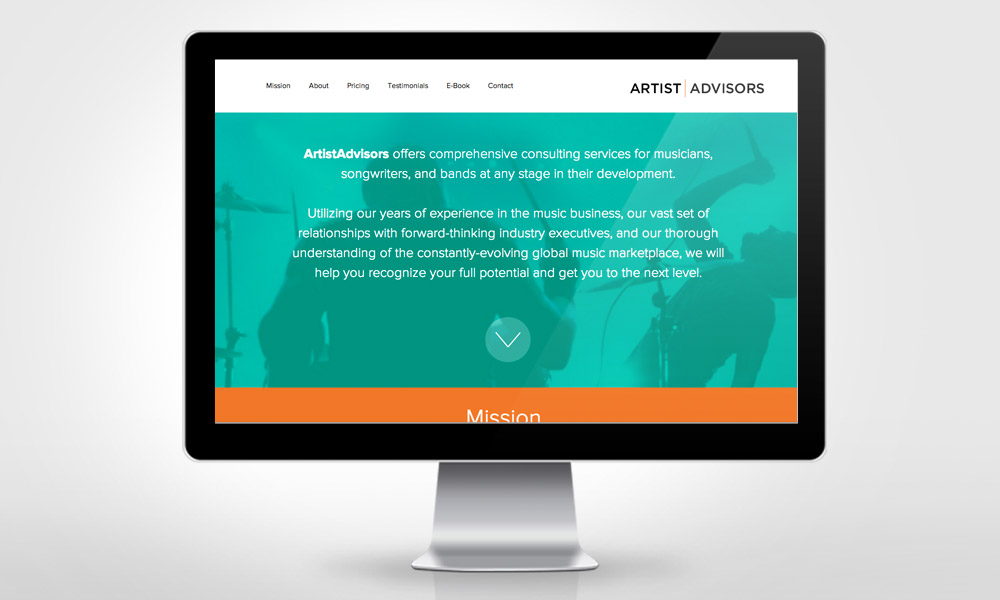 Mission About Pricing Testimonials E-Book Contact ARTIST | ADVISORS
ArtistAdvisors offers comprehensive consulting services for musicians,
songwriters, and bands at any stage in their development.
Utilizing our years of experience in the music business, our vast set of
relationships with forward-thinking industry executives, and our thorough
understanding of the constantly-evolving global music marketplace, we will
help you recognize your full potential and get you to the next level.
Mission